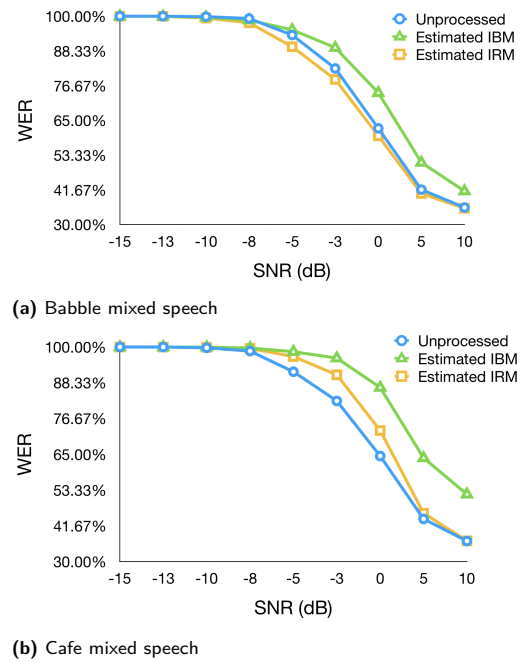 100.00%
88.33%
76.67%
65.00%
53.33%
41.67%
30.00%
WER
Unprocessed
Estimated IBM
Estimated IRM
-15 -13 -10 -8 -5 -3 0 5 10
SNR (dB)
(a) Babble mixed speech
100.00%
88.33%
76.67%
65.00%
53.33%
41.67%
30.00%
WER
Unprocessed
Estimated IBM
Estimated IRM
-15 -13 -10 -8 -5 -3 0 5 10
SNR (dB)
(b) Cafe mixed speech